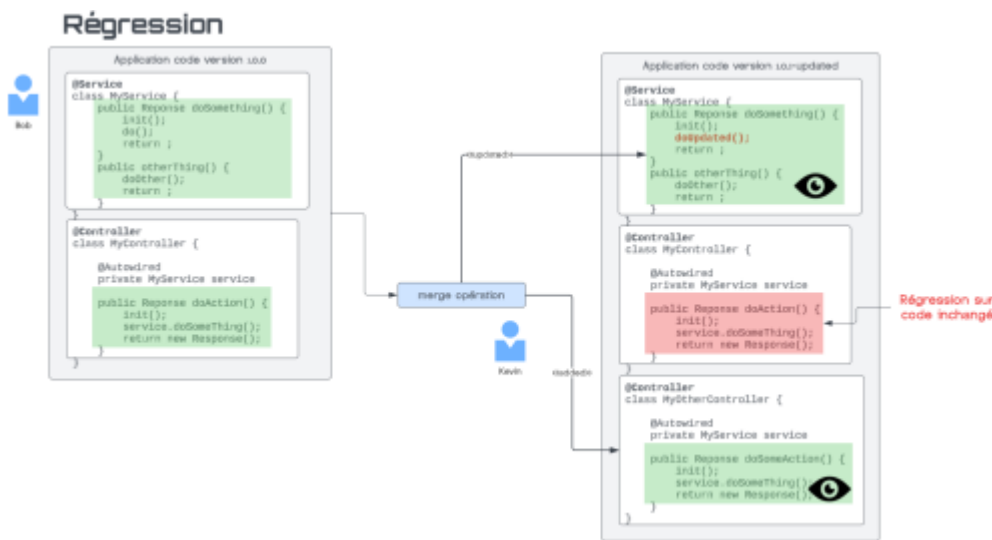 Régression
Application code version 1.0.0
Bob
@Service
class MyService {
public Reponse doSomething() {
init();
do();
return ;
}
public otherThing() {
doOther();
return ;
}
}
@Controller
class MyController {
@Autowired
private MyService service
public Reponse doAction() {
init();
service.doSomeThing();
return new Response();
}
}
merge opération
Kevin
<<updated>>
<<added>>
Application code version 1.0.1-updated
@Service
class MyService {
public Reponse doSomething() {
init();
doUpdated();
return ;
}
public otherThing() {
doOther();
return ;
}
}
@Controller
class MyController {
@Autowired
private MyService service
public Reponse doAction() {
init();
service.doSomeThing();
return new Response();
}
}
Régression sur
code inchangé
@Controller
class MyOtherController {
@Autowired
private MyService service
public Reponse doSomeAction() {
init();
service.doSomeThing();
return new Response();
}
}